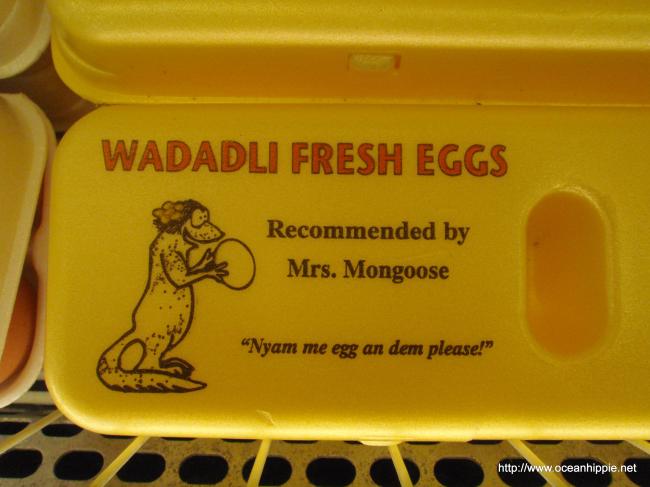 WADADLI FRESH EGGS
Recommended by
Mrs. Mongoose
“Nyam me egg an dem please!”
http://www.oceanhippie.net